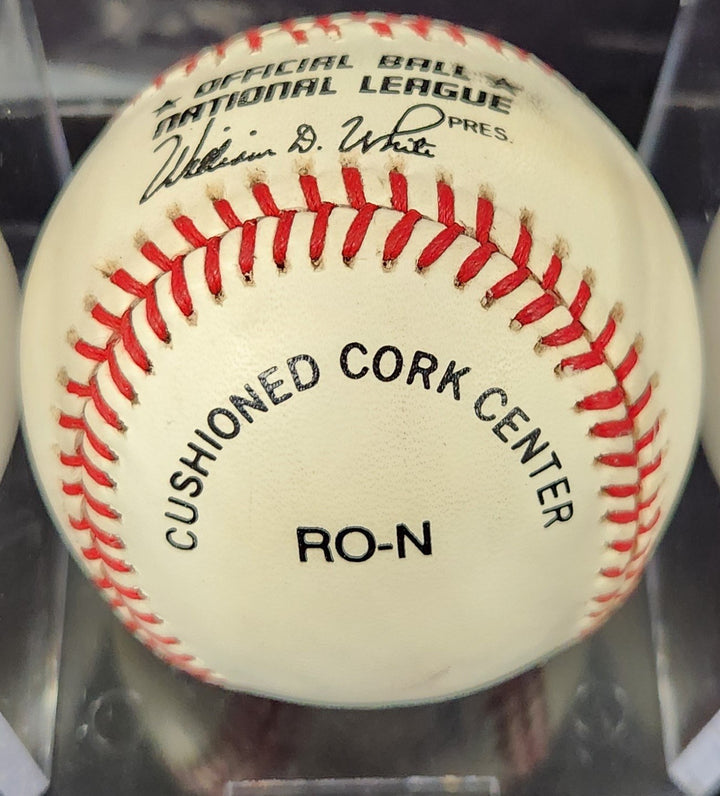 ★ OFFICIAL BALL ★
NATIONAL LEAGUE
William D. White PRES.
CUSHIONED CORK CENTER
RO-N